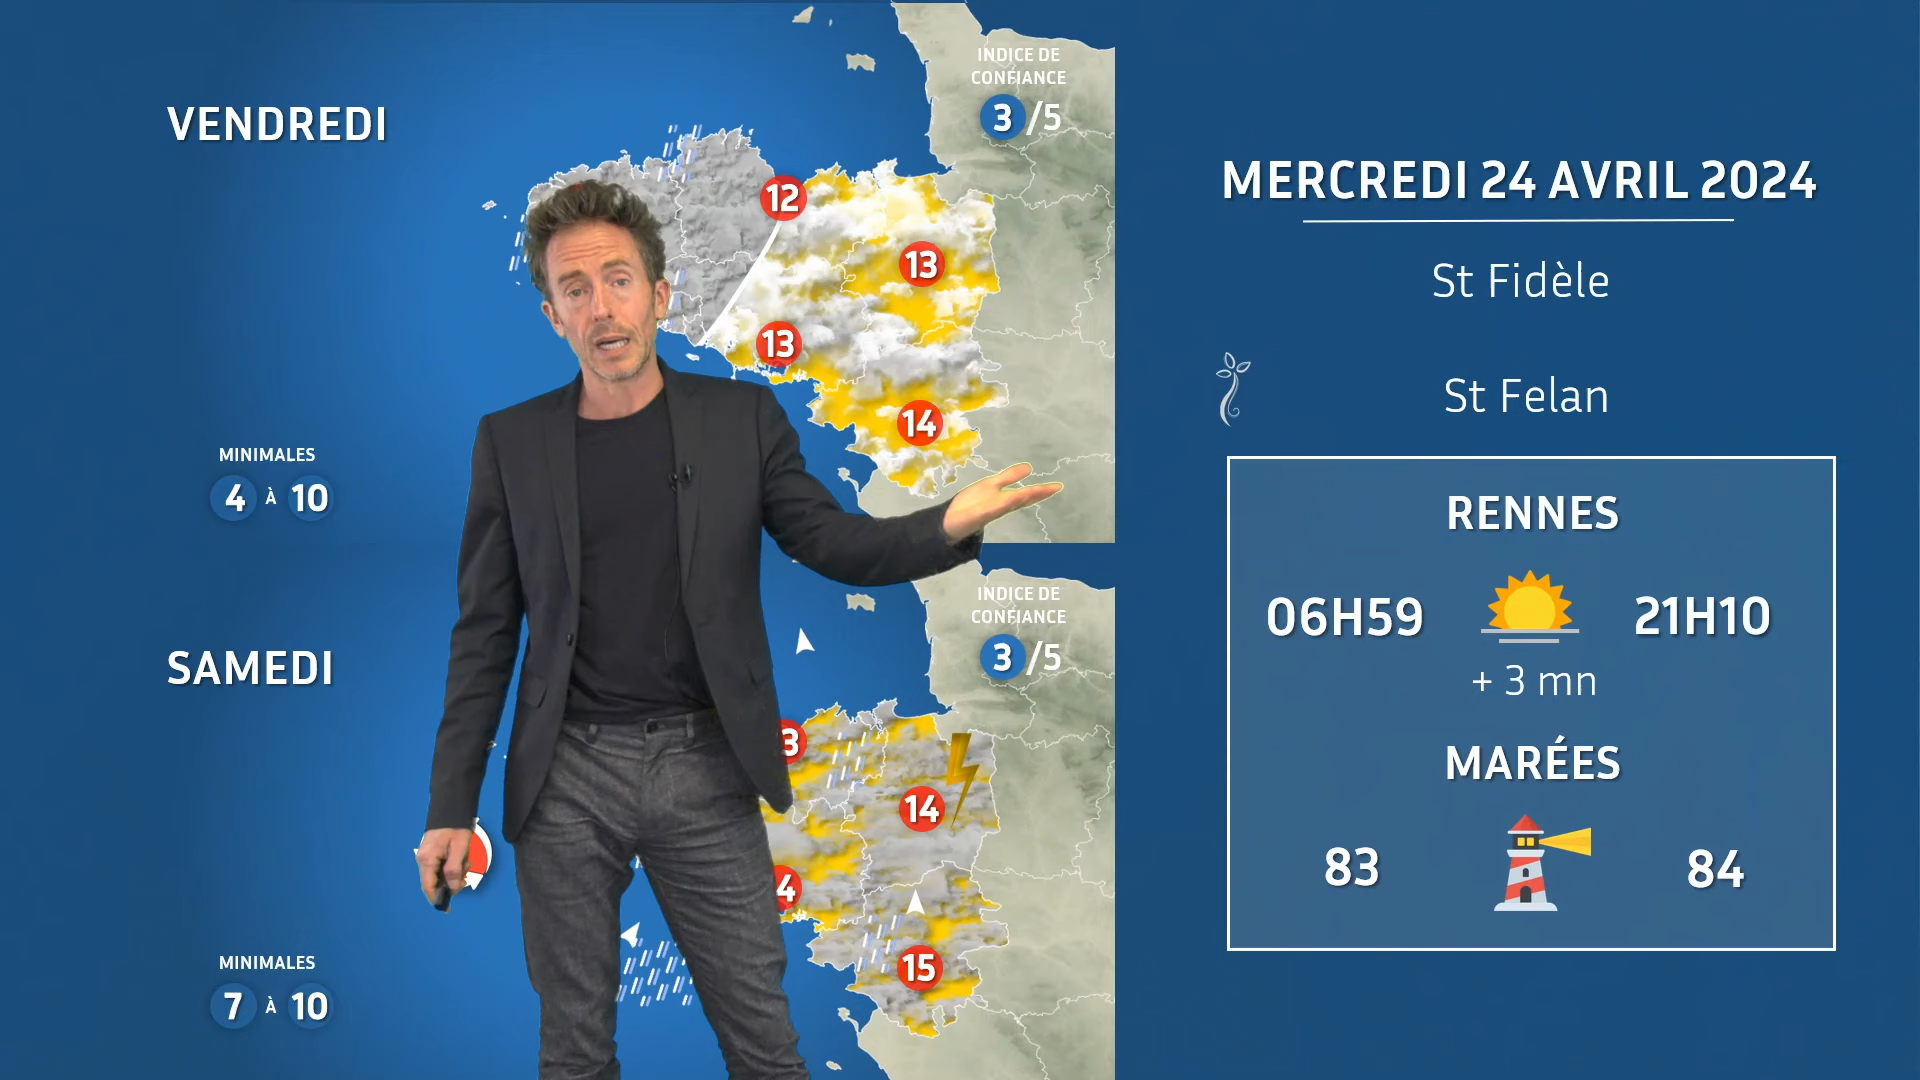 VENDREDI
INDICE DE
CONFIANCE
3 /5
12
13
13
14
MINIMALES
4 À 10
SAMEDI
INDICE DE
CONFIANCE
3 /5
3
14
4
15
MINIMALES
7 À 10
MERCREDI 24 AVRIL 2024
St Fidèle
St Felan
RENNES
06H59 21H10
+ 3 mn
MARÉES
83 84